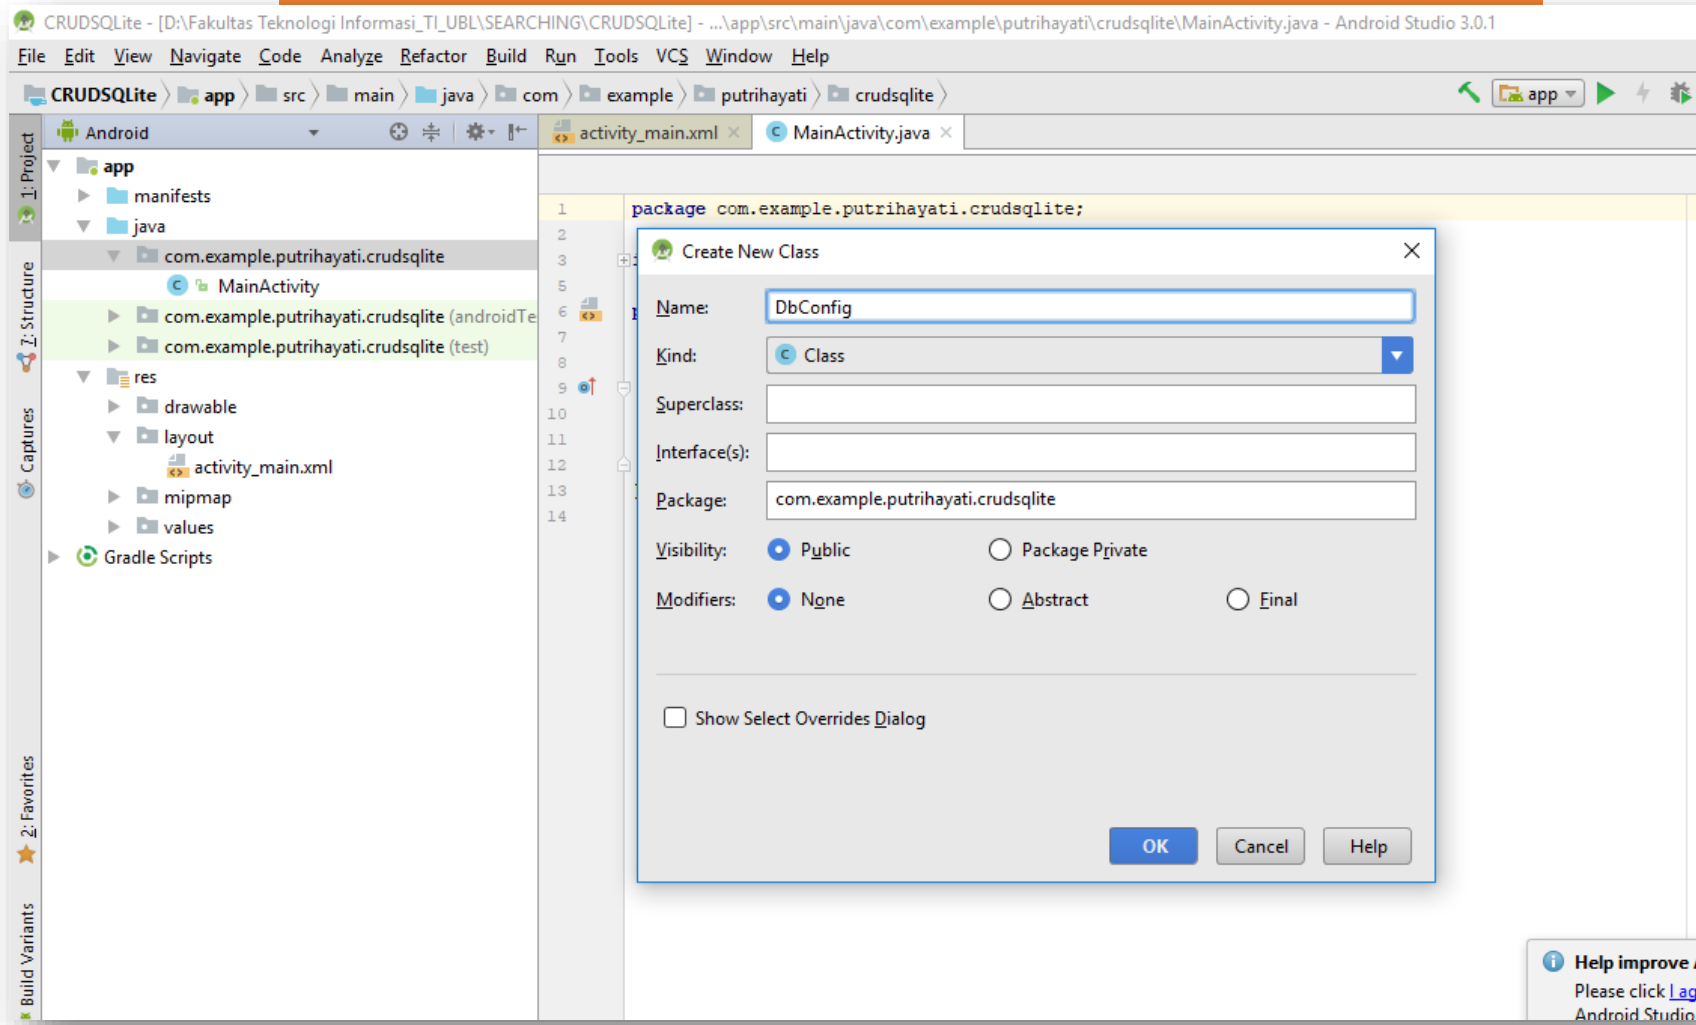 CRUDSQLite - [D:\Fakultas Teknologi Informasi_TI_UBL\SEARCHING\CRUDSQLite] - ...\app\src\main\java\com\example\putrihayati\crudsqlite\MainActivity.java - Android Studio 3.0.1
File Edit View Navigate Code Analyze Refactor Build Run Tools VCS Window Help
CRUDSQLite app src main java com example putrihayati crudsqlite app
Android
activity_main.xml MainActivity.java
1: Project
7: Structure
Captures
2: Favorites
Build Variants
app
manifests
java
com.example.putrihayati.crudsqlite
MainActivity
com.example.putrihayati.crudsqlite (androidTe
com.example.putrihayati.crudsqlite (test)
res
drawable
layout
activity_main.xml
mipmap
values
Gradle Scripts
1 package com.example.putrihayati.crudsqlite;
2
3
5
6
7
8
9
10
11
12
13
14
Create New Class
Name: DbConfig
Kind: Class
Superclass:
Interface(s):
Package: com.example.putrihayati.crudsqlite
Visibility: Public Package Private
Modifiers: None Abstract Final
Show Select Overrides Dialog
OK Cancel Help
Help improve
Please click I ag
Android Studio